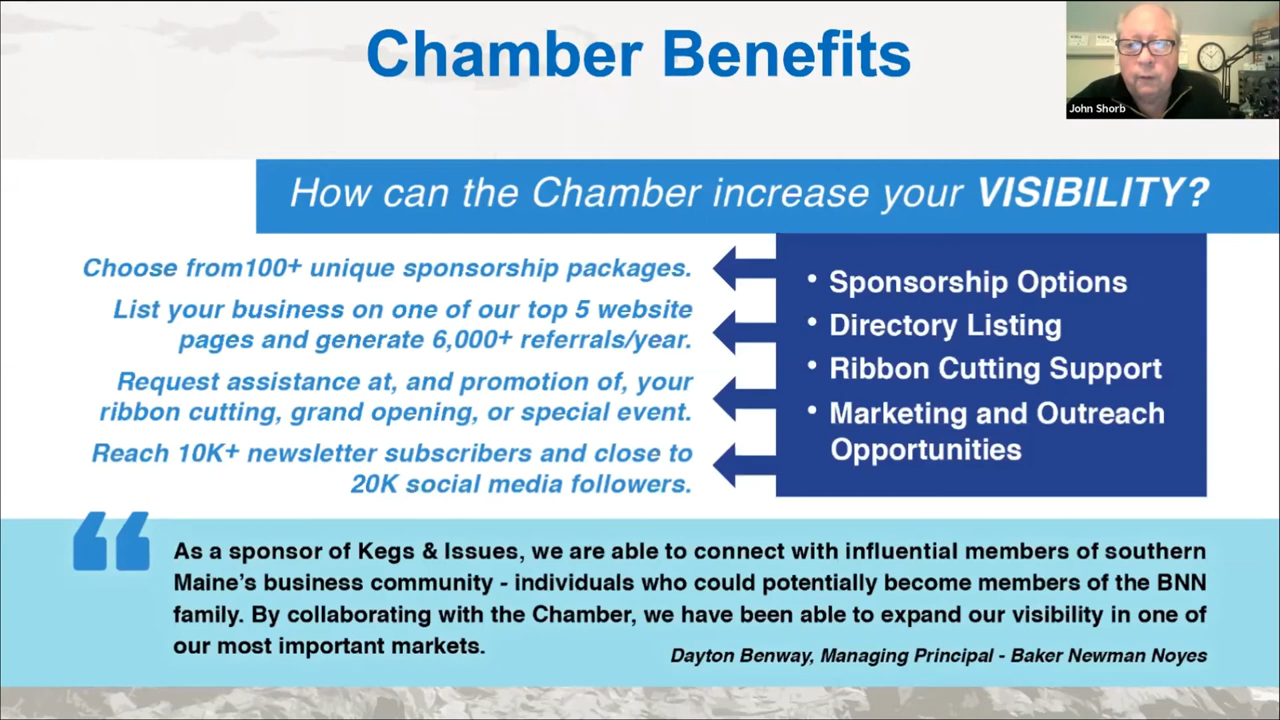 Chamber Benefits
John Shorb
How can the Chamber increase your VISIBILITY?
Choose from100+ unique sponsorship packages.
List your business on one of our top 5 website
pages and generate 6,000+ referrals/year.
Request assistance at, and promotion of, your
ribbon cutting, grand opening, or special event.
Reach 10K+ newsletter subscribers and close to
20K social media followers.
• Sponsorship Options
• Directory Listing
• Ribbon Cutting Support
• Marketing and Outreach
Opportunities
“
As a sponsor of Kegs & Issues, we are able to connect with influential members of southern
Maine’s business community - individuals who could potentially become members of the BNN
family. By collaborating with the Chamber, we have been able to expand our visibility in one of
our most important markets.
Dayton Benway, Managing Principal - Baker Newman Noyes